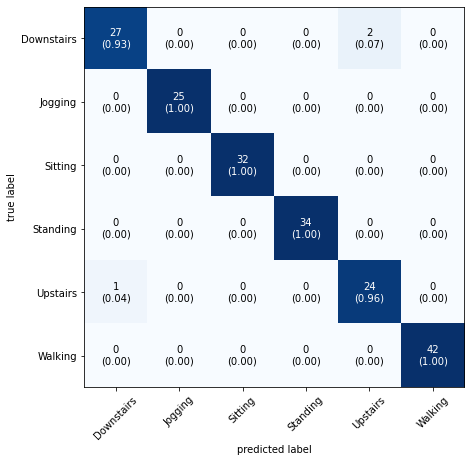 Downstairs
27 0 0 0 2 0
(0.93) (0.00) (0.00) (0.00) (0.07) (0.00)
Jogging
0 25 0 0 0 0
(0.00) (1.00) (0.00) (0.00) (0.00) (0.00)
Sitting
0 0 32 0 0 0
(0.00) (0.00) (1.00) (0.00) (0.00) (0.00)
Standing
0 0 0 34 0 0
(0.00) (0.00) (0.00) (1.00) (0.00) (0.00)
Upstairs
1 0 0 0 24 0
(0.04) (0.00) (0.00) (0.00) (0.96) (0.00)
Walking
0 0 0 0 0 42
(0.00) (0.00) (0.00) (0.00) (0.00) (1.00)
true label
Downstairs
Jogging
Sitting
Standing
Upstairs
Walking
predicted label